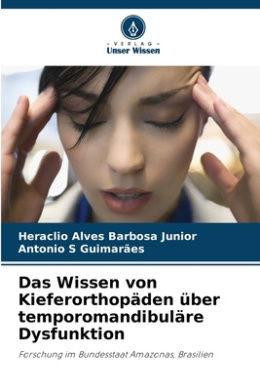 • VERLAG •
Unser Wissen
Heraclio Alves Barbosa Junior
Antonio S Guimarães
Das Wissen von
Kieferorthopäden über
temporomandibuläre
Dysfunktion
Forschung im Bundesstaat Amazonas, Brasilien